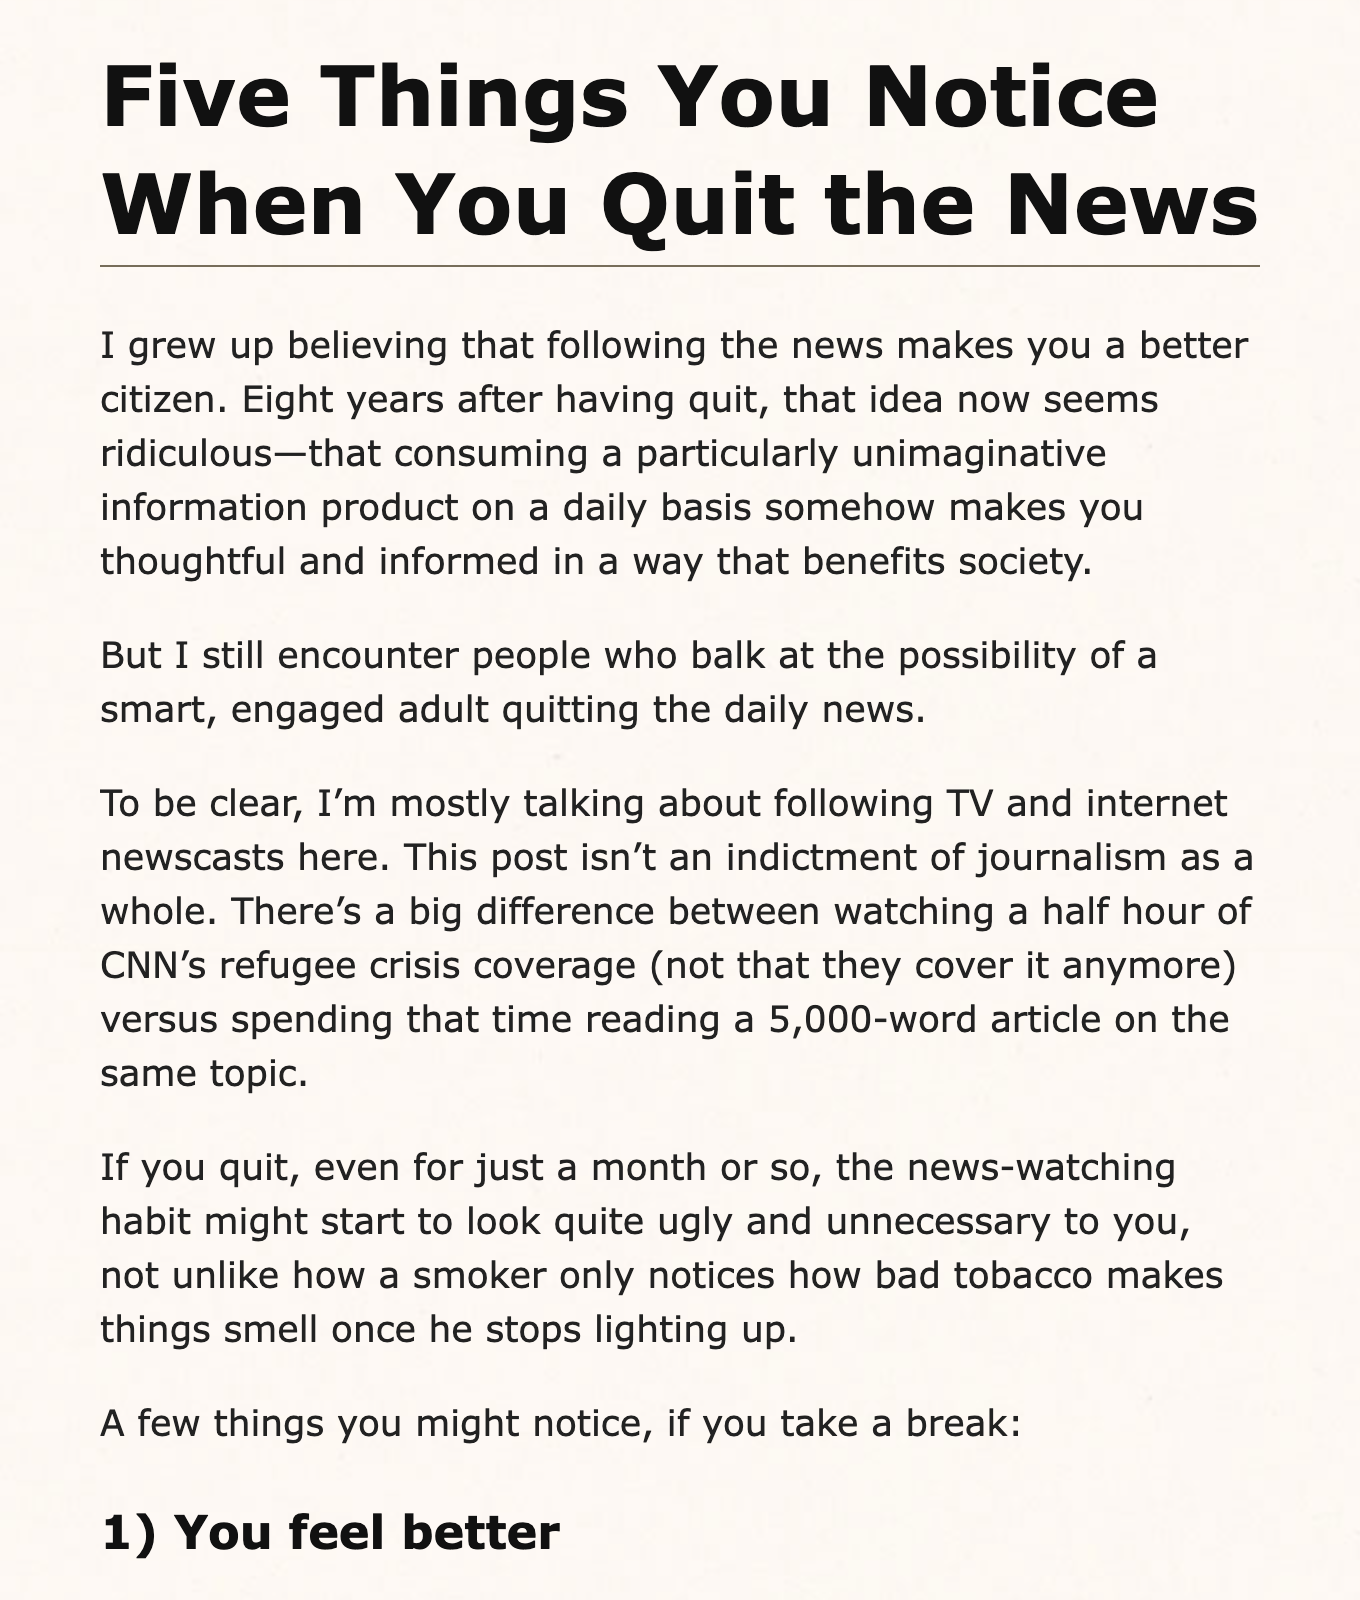 Five Things You Notice
When You Quit the News
I grew up believing that following the news makes you a better
citizen. Eight years after having quit, that idea now seems
ridiculous—that consuming a particularly unimaginative
information product on a daily basis somehow makes you
thoughtful and informed in a way that benefits society.
But I still encounter people who balk at the possibility of a
smart, engaged adult quitting the daily news.
To be clear, I’m mostly talking about following TV and internet
newscasts here. This post isn’t an indictment of journalism as a
whole. There’s a big difference between watching a half hour of
CNN’s refugee crisis coverage (not that they cover it anymore)
versus spending that time reading a 5,000-word article on the
same topic.
If you quit, even for just a month or so, the news-watching
habit might start to look quite ugly and unnecessary to you,
not unlike how a smoker only notices how bad tobacco makes
things smell once he stops lighting up.
A few things you might notice, if you take a break:
1) You feel better